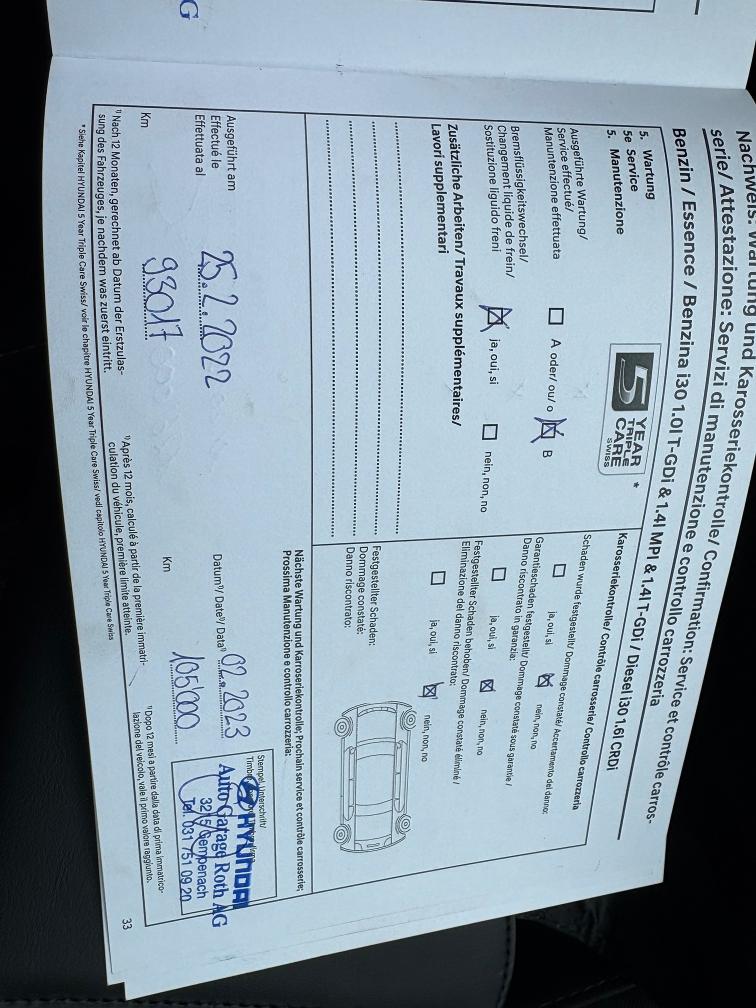 Nachweis: Wartung und Karosseriekontrolle/ Confirmation: Service et contrôle carros-
serie/ Attestazione: Servizi di manutenzione e controllo carrozzeria
Benzin / Essence / Benzina i30 1.0l T-GDi & 1.4l MPI & 1.4l T-GDi / Diesel i30 1.6l CRDi
5. Wartung
5e Service
5. Manutenzione
5 YEAR
TRIPLE
CARE
SWISS
*
Ausgeführte Wartung/
Service effectué/
Manuntenzione effettuata
A oder/ ou/ o
B
Bremsflüssigkeitswechsel/
Changement liquide de frein/
Sostituzione liguido freni
ja, oui, si
nein, non, no
Zusätzliche Arbeiten/ Travaux supplémentaires/
Lavori supplementari
Karosseriekontrolle/ Contrôle carrosserie/ Controllo carrozzeria
Schaden wurde festgestellt/ Dommage constaté/ Accertamento del danno:
ja, oui, si
nein, non, no
Garantieschaden festgestellt/ Dommage constaté sous garantie /
Danno riscontrato in garanzia:
ja, oui, si
nein, non, no
Festgestellter Schaden behoben/ Dommage constaté éliminé /
Eliminazione del danno riscontrato:
ja, oui, si
nein, non, no
Festgestellter Schaden:
Dommage constaté:
Danno riscontrato:
Ausgeführt am
Effectué le
Effettuata al
25.2.2022
Km
93017
Nächste Wartung und Karroseriekontrolle; Prochain service et contrôle carrosserie;
Prossima Manutenzione e controllo carrozzeria:
Datum¹⁾/ Date¹⁾/ Data¹⁾
02.2023
Km
105'000
Stempel, Unterschrift/
HYUNDAI
Auto Garage Roth AG
3215 Gempenach
Tel. 031 751 09 20
¹⁾ Nach 12 Monaten, gerechnet ab Datum der Erstzulas-
sung des Fahrzeuges, je nachdem was zuerst eintritt.
¹⁾Après 12 mois, calculé à partir de la première immatri-
culation du véhicule, première limite atteinte.
¹⁾Dopo 12 mesi a partire dalla data di prima immatrico-
lazione del veicolo, vale il primo valore raggiunto.
* Siehe Kapitel HYUNDAI 5 Year Triple Care Swiss/ voir le chapitre HYUNDAI 5 Year Triple Care Swiss/ vedi capitolo HYUNDAI 5 Year Triple Care Swiss
33
G